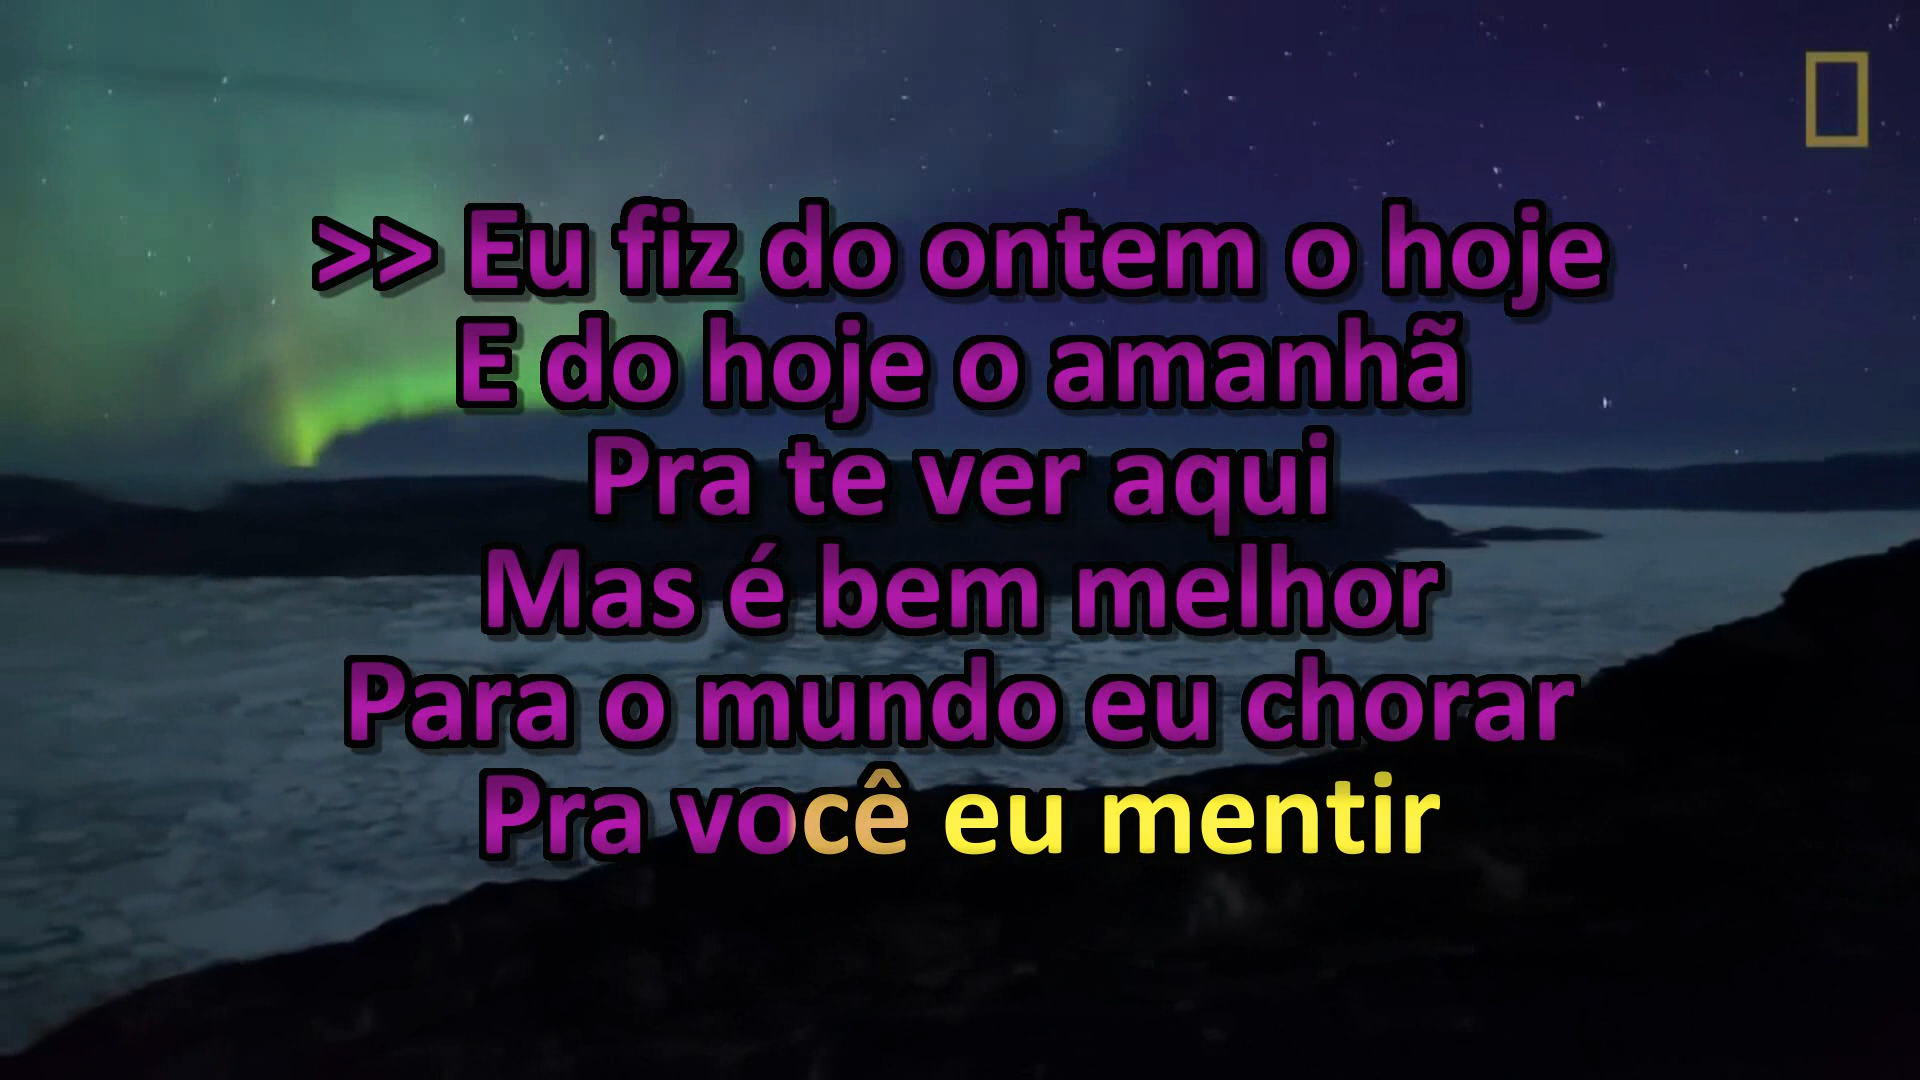 >> Eu fiz do ontem o hoje
E do hoje o amanhã
Pra te ver aqui
Mas é bem melhor
Para o mundo eu chorar
Pra você eu mentir